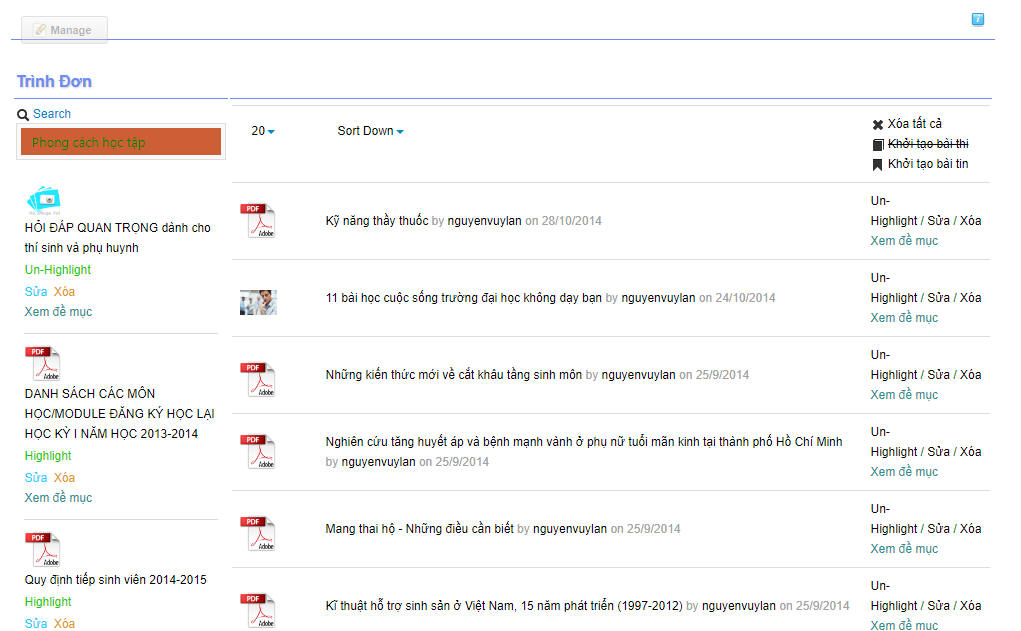 Manage
?
Trình Đơn
Search
Phong cách học tập
HỎI ĐÁP QUAN TRỌNG dành cho
thí sinh và phụ huynh
Un-Highlight
Sửa Xóa
Xem đề mục
PDF
Adobe
DANH SÁCH CÁC MÔN
HỌC/MODULE ĐĂNG KÝ HỌC LẠI
HỌC KỲ I NĂM HỌC 2013-2014
Highlight
Sửa Xóa
Xem đề mục
PDF
Adobe
Quy định tiếp sinh viên 2014-2015
Highlight
Sửa Xóa
20
Sort Down
Xóa tất cả
Khởi tạo bài thi
Khởi tạo bài tin
PDF
Adobe
Kỹ năng thầy thuốc by nguyenvuylan on 28/10/2014
Un-
Highlight / Sửa / Xóa
Xem đề mục
11 bài học cuộc sống trường đại học không dạy bạn by nguyenvuylan on 24/10/2014
Un-
Highlight / Sửa / Xóa
Xem đề mục
PDF
Adobe
Những kiến thức mới về cắt khâu tầng sinh môn by nguyenvuylan on 25/9/2014
Un-
Highlight / Sửa / Xóa
Xem đề mục
PDF
Adobe
Nghiên cứu tăng huyết áp và bệnh mạnh vành ở phụ nữ tuổi mãn kinh tại thành phố Hồ Chí Minh
by nguyenvuylan on 25/9/2014
Un-
Highlight / Sửa / Xóa
Xem đề mục
PDF
Adobe
Mang thai hộ - Những điều cần biết by nguyenvuylan on 25/9/2014
Un-
Highlight / Sửa / Xóa
Xem đề mục
PDF
Adobe
Kĩ thuật hỗ trợ sinh sản ở Việt Nam, 15 năm phát triển (1997-2012) by nguyenvuylan on 25/9/2014
Un-
Highlight / Sửa / Xóa
Xem đề mục